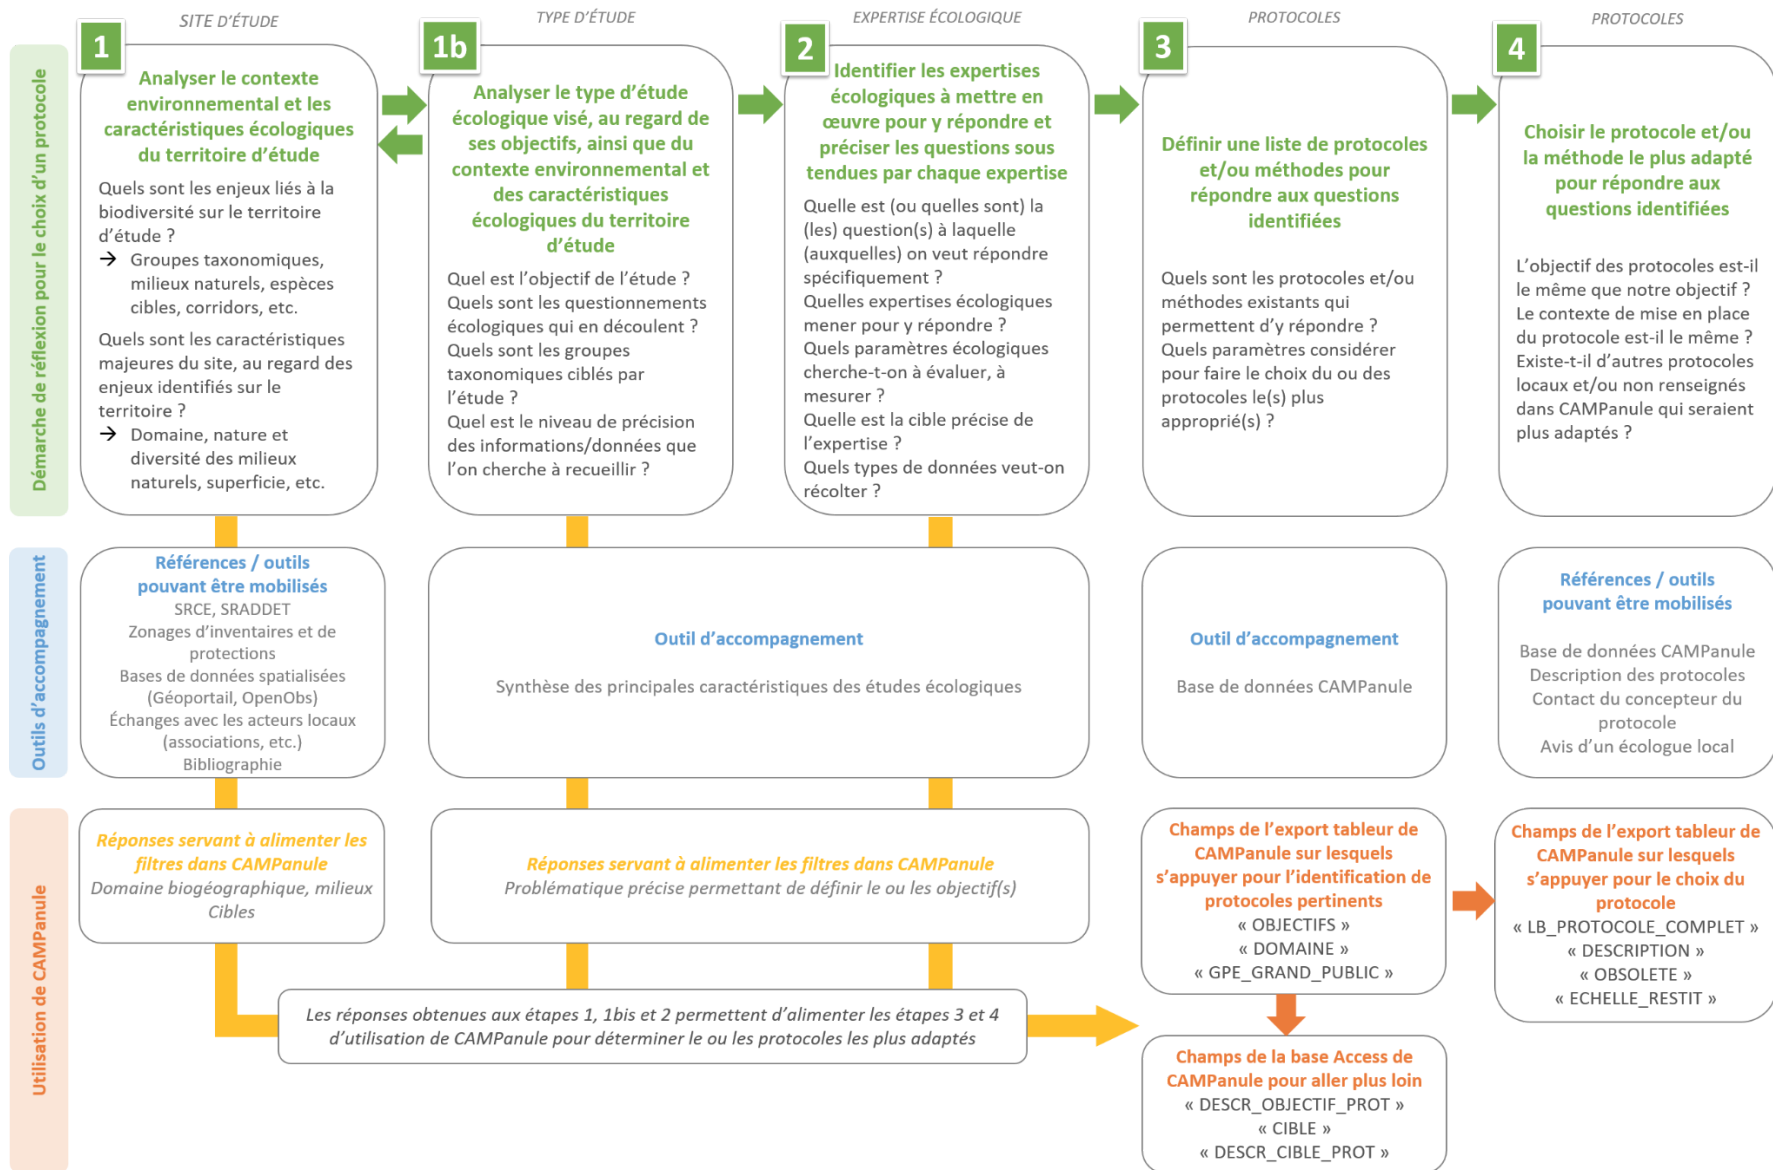 SITE D’ÉTUDE
TYPE D’ÉTUDE
EXPERTISE ÉCOLOGIQUE
PROTOCOLES
PROTOCOLES
Démarche de réflexion pour le choix d’un protocole
1
Analyser le contexte
environnemental et les
caractéristiques écologiques
du territoire d’étude
Quels sont les enjeux liés à la
biodiversité sur le territoire
d’étude ?
→ Groupes taxonomiques,
milieux naturels, espèces
cibles, corridors, etc.
Quels sont les caractéristiques
majeures du site, au regard des
enjeux identifiés sur le
territoire ?
→ Domaine, nature et
diversité des milieux
naturels, superficie, etc.
1b
Analyser le type d’étude
écologique visé, au regard de
ses objectifs, ainsi que du
contexte environnemental et
des caractéristiques
écologiques du territoire
d’étude
Quel est l’objectif de l’étude ?
Quels sont les questionnements
écologiques qui en découlent ?
Quels sont les groupes
taxonomiques ciblés par
l’étude ?
Quel est le niveau de précision
des informations/données que
l’on cherche à recueillir ?
2
Identifier les expertises
écologiques à mettre en
œuvre pour y répondre et
préciser les questions sous
tendues par chaque expertise
Quelle est (ou quelles sont) la
(les) question(s) à laquelle
(auxquelles) on veut répondre
spécifiquement ?
Quelles expertises écologiques
mener pour y répondre ?
Quels paramètres écologiques
cherche-t-on à évaluer, à
mesurer ?
Quelle est la cible précise de
l’expertise ?
Quels types de données veut-on
récolter ?
3
Définir une liste de protocoles
et/ou méthodes pour
répondre aux questions
identifiées
Quels sont les protocoles et/ou
méthodes existants qui
permettent d’y répondre ?
Quels paramètres considérer
pour faire le choix du ou des
protocoles le(s) plus
approprié(s) ?
4
Choisir le protocole et/ou
la méthode le plus adapté
pour répondre aux
questions identifiées
L’objectif des protocoles est-il
le même que notre objectif ?
Le contexte de mise en place
du protocole est-il le même ?
Existe-t-il d’autres protocoles
locaux et/ou non renseignés
dans CAMPanule qui seraient
plus adaptés ?
Outils d’accompagnement
Références / outils
pouvant être mobilisés
SRCE, SRADDET
Zonages d’inventaires et de
protections
Bases de données spatialisées
(Géoportail, OpenObs)
Échanges avec les acteurs locaux
(associations, etc.)
Bibliographie
Outil d’accompagnement
Synthèse des principales caractéristiques des études écologiques
Outil d’accompagnement
Base de données CAMPanule
Références / outils
pouvant être mobilisés
Base de données CAMPanule
Description des protocoles
Contact du concepteur du
protocole
Avis d’un écologue local
Utilisation de CAMPanule
Réponses servant à alimenter les
filtres dans CAMPanule
Domaine biogéographique, milieux
Cibles
Réponses servant à alimenter les filtres dans CAMPanule
Problématique précise permettant de définir le ou les objectif(s)
Champs de l’export tableur de
CAMPanule sur lesquels
s’appuyer pour l’identification de
protocoles pertinents
« OBJECTIFS »
« DOMAINE »
« GPE_GRAND_PUBLIC »
Champs de l’export tableur de
CAMPanule sur lesquels
s’appuyer pour le choix du
protocole
« LB_PROTOCOLE_COMPLET »
« DESCRIPTION »
« OBSOLETE »
« ECHELLE_RESTIT »
Les réponses obtenues aux étapes 1, 1bis et 2 permettent d’alimenter les étapes 3 et 4
d’utilisation de CAMPanule pour déterminer le ou les protocoles les plus adaptés
Champs de la base Access de
CAMPanule pour aller plus loin
« DESCR_OBJECTIF_PROT »
« CIBLE »
« DESCR_CIBLE_PROT »